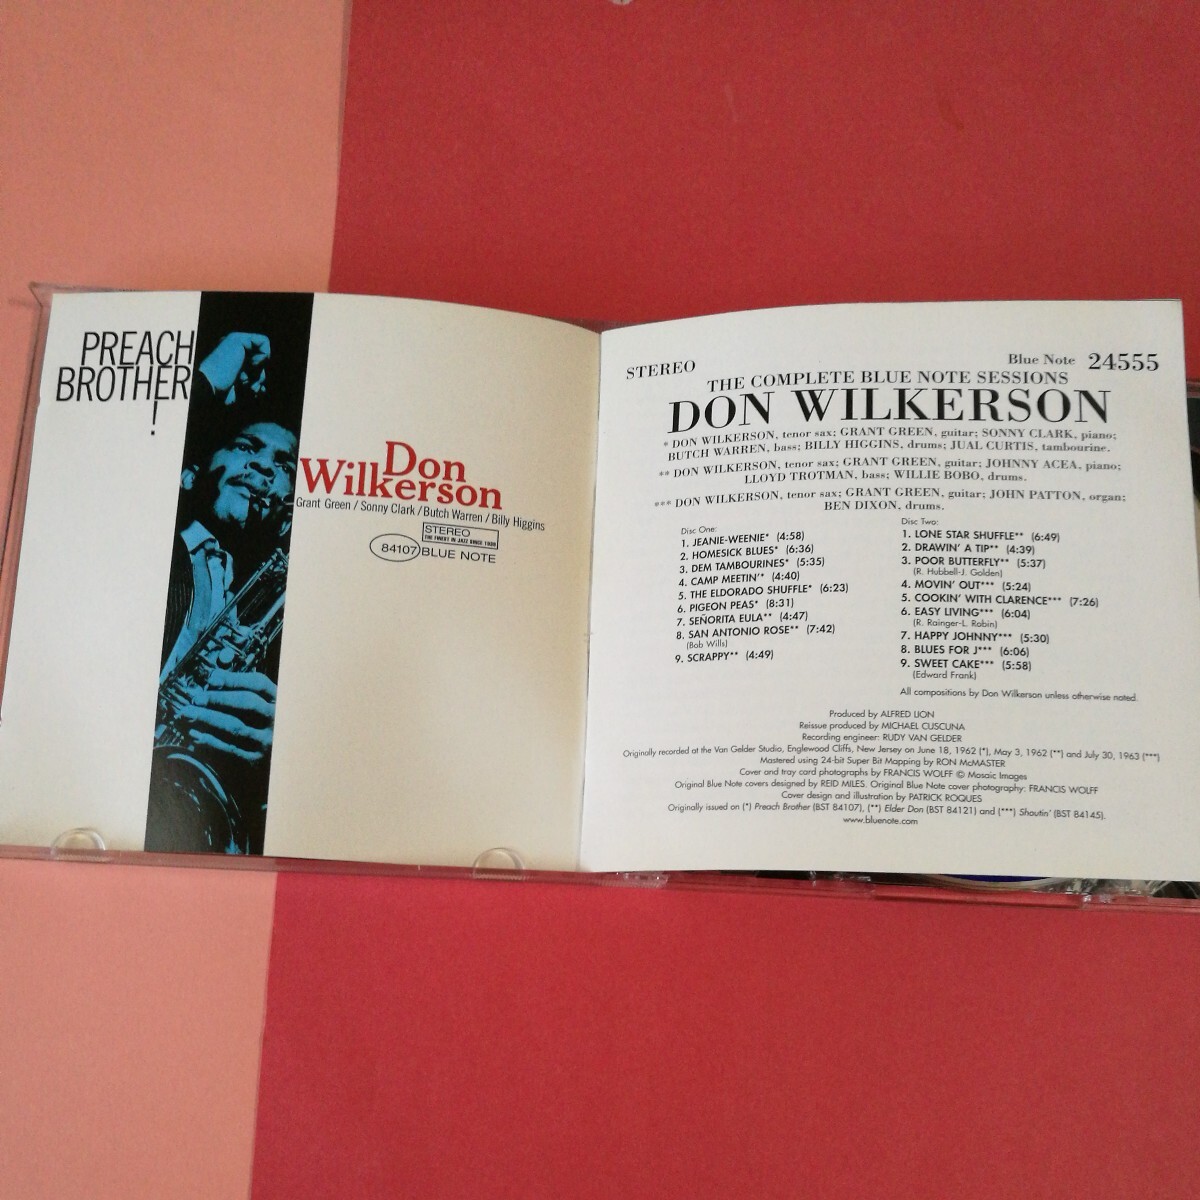 PREACH
BROTHER
!
Don
Wilkerson
Grant Green / Sonny Clark / Butch Warren / Billy Higgins
STEREO
THE FINEST IN JAZZ SINCE 1939
84107 BLUE NOTE
STEREO
Blue Note 24555
THE COMPLETE BLUE NOTE SESSIONS
DON WILKERSON
* DON WILKERSON, tenor sax; GRANT GREEN, guitar; SONNY CLARK, piano;
BUTCH WARREN, bass; BILLY HIGGINS, drums; JUAL CURTIS, tambourine.
** DON WILKERSON, tenor sax; GRANT GREEN, guitar; JOHNNY ACEA, piano;
LLOYD TROTMAN, bass; WILLIE BOBO, drums.
*** DON WILKERSON, tenor sax; GRANT GREEN, guitar; JOHN PATTON, organ;
BEN DIXON, drums.
Disc One:
1. JEANIE-WEENIE* (4:58)
2. HOMESICK BLUES* (6:36)
3. DEM TAMBOURINES* (5:35)
4. CAMP MEETIN'* (4:40)
5. THE ELDORADO SHUFFLE* (6:23)
6. PIGEON PEAS* (8:31)
7. SEÑORITA EULA** (4:47)
8. SAN ANTONIO ROSE** (7:42)
(Bob Wills)
9. SCRAPPY** (4:49)
Disc Two:
1. LONE STAR SHUFFLE** (6:49)
2. DRAWIN' A TIP** (4:39)
3. POOR BUTTERFLY** (5:37)
(R. Hubbell-J. Golden)
4. MOVIN' OUT*** (5:24)
5. COOKIN' WITH CLARENCE*** (7:26)
6. EASY LIVING*** (6:04)
(R. Rainger-L. Robin)
7. HAPPY JOHNNY*** (5:30)
8. BLUES FOR J*** (6:06)
9. SWEET CAKE*** (5:58)
(Edward Frank)
All compositions by Don Wilkerson unless otherwise noted.
Produced by ALFRED LION
Reissue produced by MICHAEL CUSCUNA
Recording engineer: RUDY VAN GELDER
Originally recorded at the Van Gelder Studio, Englewood Cliffs, New Jersey on June 18, 1962 (*), May 3, 1962 (**) and July 30, 1963 (***)
Mastered using 24-bit Super Bit Mapping by RON McMASTER
Cover and tray card photographs by FRANCIS WOLFF © Mosaic Images
Original Blue Note covers designed by REID MILES. Original Blue Note cover photography: FRANCIS WOLFF
Cover design and illustration by PATRICK ROQUES
Originally issued on (*) Preach Brother (BST 84107), (**) Elder Don (BST 84121) and (***) Shoutin' (BST 84145).
www.bluenote.com